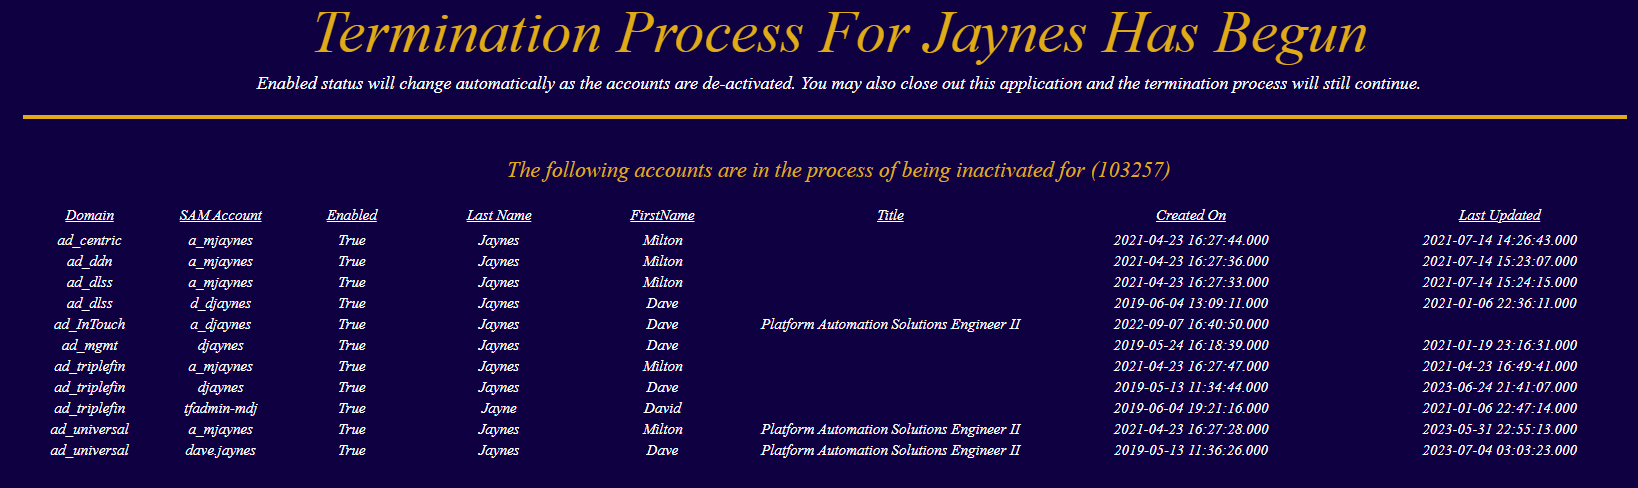 Termination Process For Jaynes Has Begun
Enabled status will change automatically as the accounts are de-activated. You may also close out this application and the termination process will still continue.
The following accounts are in the process of being inactivated for (103257)
Domain SAM Account Enabled Last Name FirstName Title Created On Last Updated
ad_centric a_mjaynes True Jaynes Milton 2021-04-23 16:27:44.000 2021-07-14 14:26:43.000
ad_ddn a_mjaynes True Jaynes Milton 2021-04-23 16:27:36.000 2021-07-14 15:23:07.000
ad_dlss a_mjaynes True Jaynes Milton 2021-04-23 16:27:33.000 2021-07-14 15:24:15.000
ad_dlss d_djaynes True Jaynes Dave 2019-06-04 13:09:11.000 2021-01-06 22:36:11.000
ad_InTouch a_djaynes True Jaynes Dave Platform Automation Solutions Engineer II 2022-09-07 16:40:50.000
ad_mgmt djaynes True Jaynes Dave 2019-05-24 16:18:39.000 2021-01-19 23:16:31.000
ad_triplefin a_mjaynes True Jaynes Milton 2021-04-23 16:27:47.000 2021-04-23 16:49:41.000
ad_triplefin djaynes True Jaynes Dave 2019-05-13 11:34:44.000 2023-06-24 21:41:07.000
ad_triplefin tfadmin-mdj True Jayne David 2019-06-04 19:21:16.000 2021-01-06 22:47:14.000
ad_universal a_mjaynes True Jaynes Milton Platform Automation Solutions Engineer II 2021-04-23 16:27:28.000 2023-05-31 22:55:13.000
ad_universal dave.jaynes True Jaynes Dave Platform Automation Solutions Engineer II 2019-05-13 11:36:26.000 2023-07-04 03:03:23.000